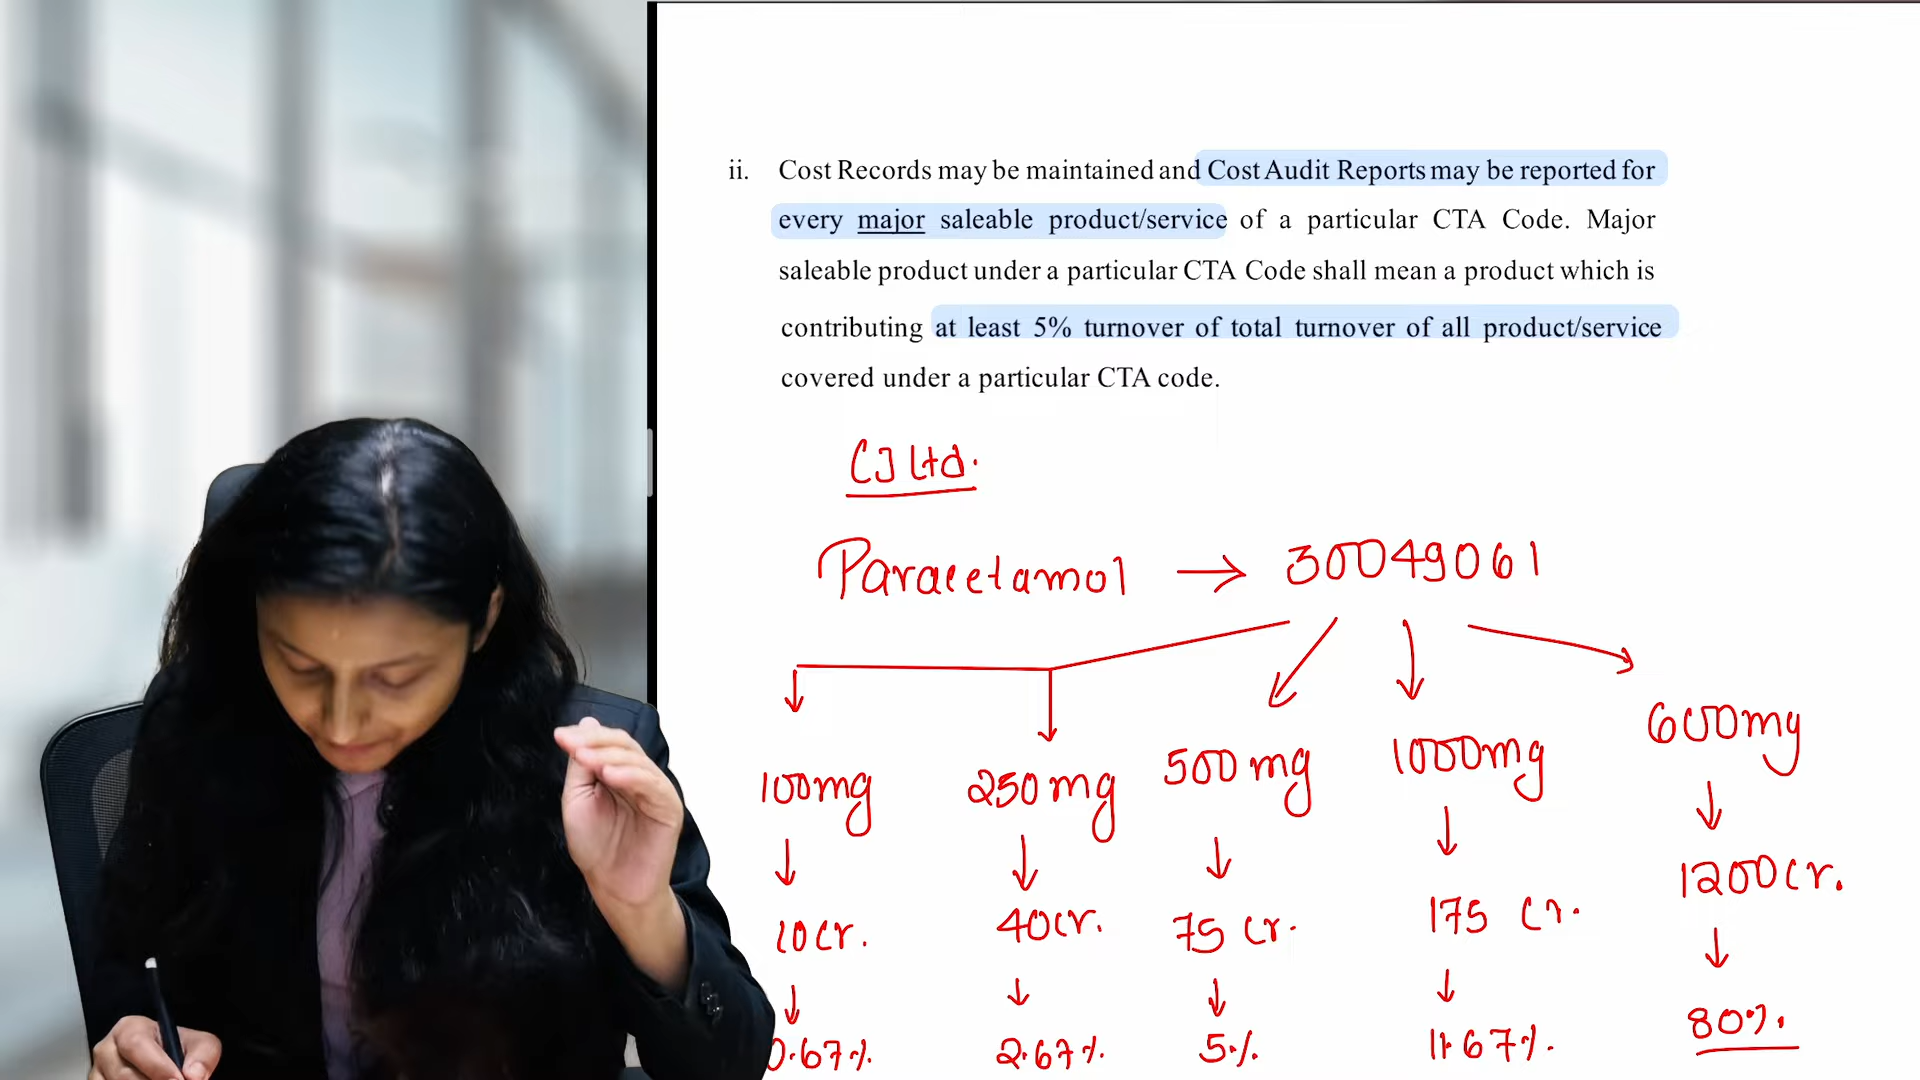 ii. Cost Records may be maintained and Cost Audit Reports may be reported for
every major saleable product/service of a particular CTA Code. Major
saleable product under a particular CTA Code shall mean a product which is
contributing at least 5% turnover of total turnover of all product/service
covered under a particular CTA code.
CJ Ltd.
Paracetamol → 30049061
100mg 250mg 500mg 1000mg 600mg
10cr. 40cr. 75 Cr. 175 Cr. 1200cr.
0.67% 2.67% 5% 11.67% 80%